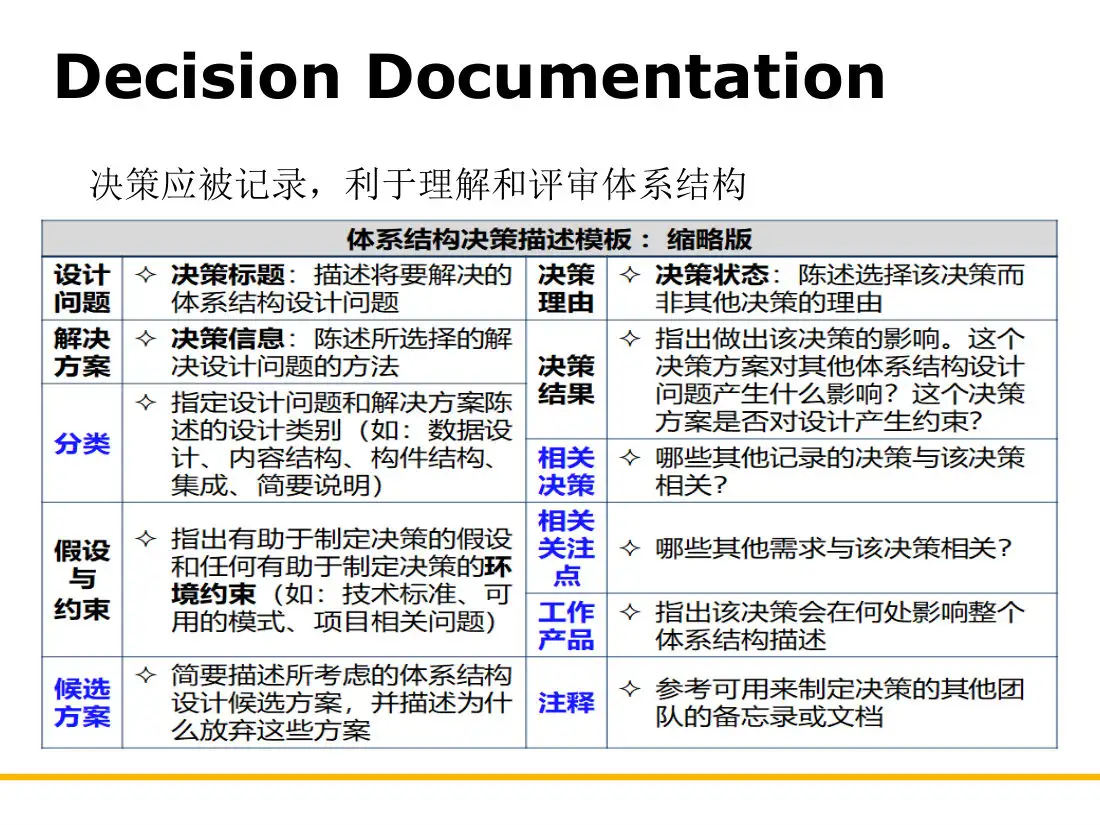 Decision Documentation
决策应被记录，利于理解和评审体系结构
体系结构决策描述模板： 缩略版
设计
问题
✧ 决策标题：描述将要解决的
体系结构设计问题
决策
理由
✧ 决策状态：陈述选择该决策而
非其他决策的理由
解决
方案
✧ 决策信息：陈述所选择的解
决设计问题的方法
决策
结果
✧ 指出做出该决策的影响。这个
决策方案对其他体系结构设计
问题产生什么影响？这个决策
方案是否对设计产生约束？
分类
✧ 指定设计问题和解决方案陈
述的设计类别（如：数据设
计、内容结构、构件结构、
集成、简要说明）
相关
决策
✧ 哪些其他记录的决策与该决策
相关？
假设
与
约束
✧ 指出有助于制定决策的假设
和任何有助于制定决策的环
境约束（如：技术标准、可
用的模式、项目相关问题）
相关
关注
点
✧ 哪些其他需求与该决策相关？
工作
产品
✧ 指出该决策会在何处影响整个
体系结构描述
候选
方案
✧ 简要描述所考虑的体系结构
设计候选方案，并描述为什
么放弃这些方案
注释
✧ 参考可用来制定决策的其他团
队的备忘录或文档